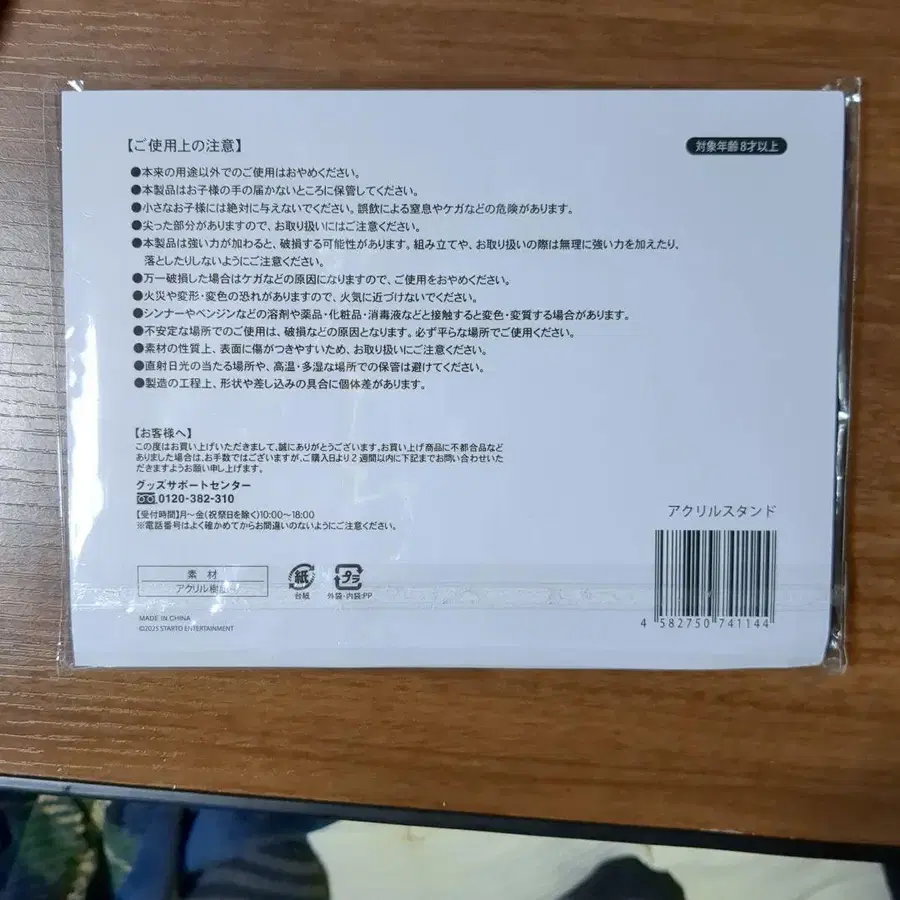 【ご使用上の注意】
対象年齢8才以上
●本来の用途以外でのご使用はおやめください。
●本製品はお子様の手の届かないところに保管してください。
●小さなお子様には絶対に与えないでください。誤飲による窒息やケガなどの危険があります。
●尖った部分がありますので、お取り扱いにはご注意ください。
●本製品は強い力が加わると、破損する可能性があります。組み立てや、お取り扱いの際は無理に強い力を加えたり、
落としたりしないようにご注意ください。
●万一破損した場合はケガなどの原因になりますので、ご使用をおやめください。
●火災や変形・変色の恐れがありますので、火気に近づけないでください。
●シンナーやベンジンなどの溶剤や薬品・化粧品・消毒液などと接触すると変色・変質する場合があります。
●不安定な場所でのご使用は、破損などの原因となります。必ず平らな場所でご使用ください。
●素材の性質上、表面に傷がつきやすいため、お取り扱いにご注意ください。
●直射日光の当たる場所や、高温・多湿な場所での保管は避けてください。
●製造の工程上、形状や差し込みの具合に個体差があります。
【お客様へ】
この度はお買い上げいただきまして、誠にありがとうございます。お買い上げ商品に不都合品など
ありました場合は、お手数ではございますが、ご購入日より2週間以内に下記までお問い合わせいた
だきますようお願い申し上げます。
グッズサポートセンター
0120-382-310
【受付時間】月〜金(祝祭日を除く)10:00〜18:00
※電話番号はよく確かめてからお間違いのないようにご注意ください。
アクリルスタンド
素材
アクリル樹脂
紙
台紙
プラ
外袋・内袋:PP
4 582750 741144
MADE IN CHINA
©2025 STARTO ENTERTAINMENT